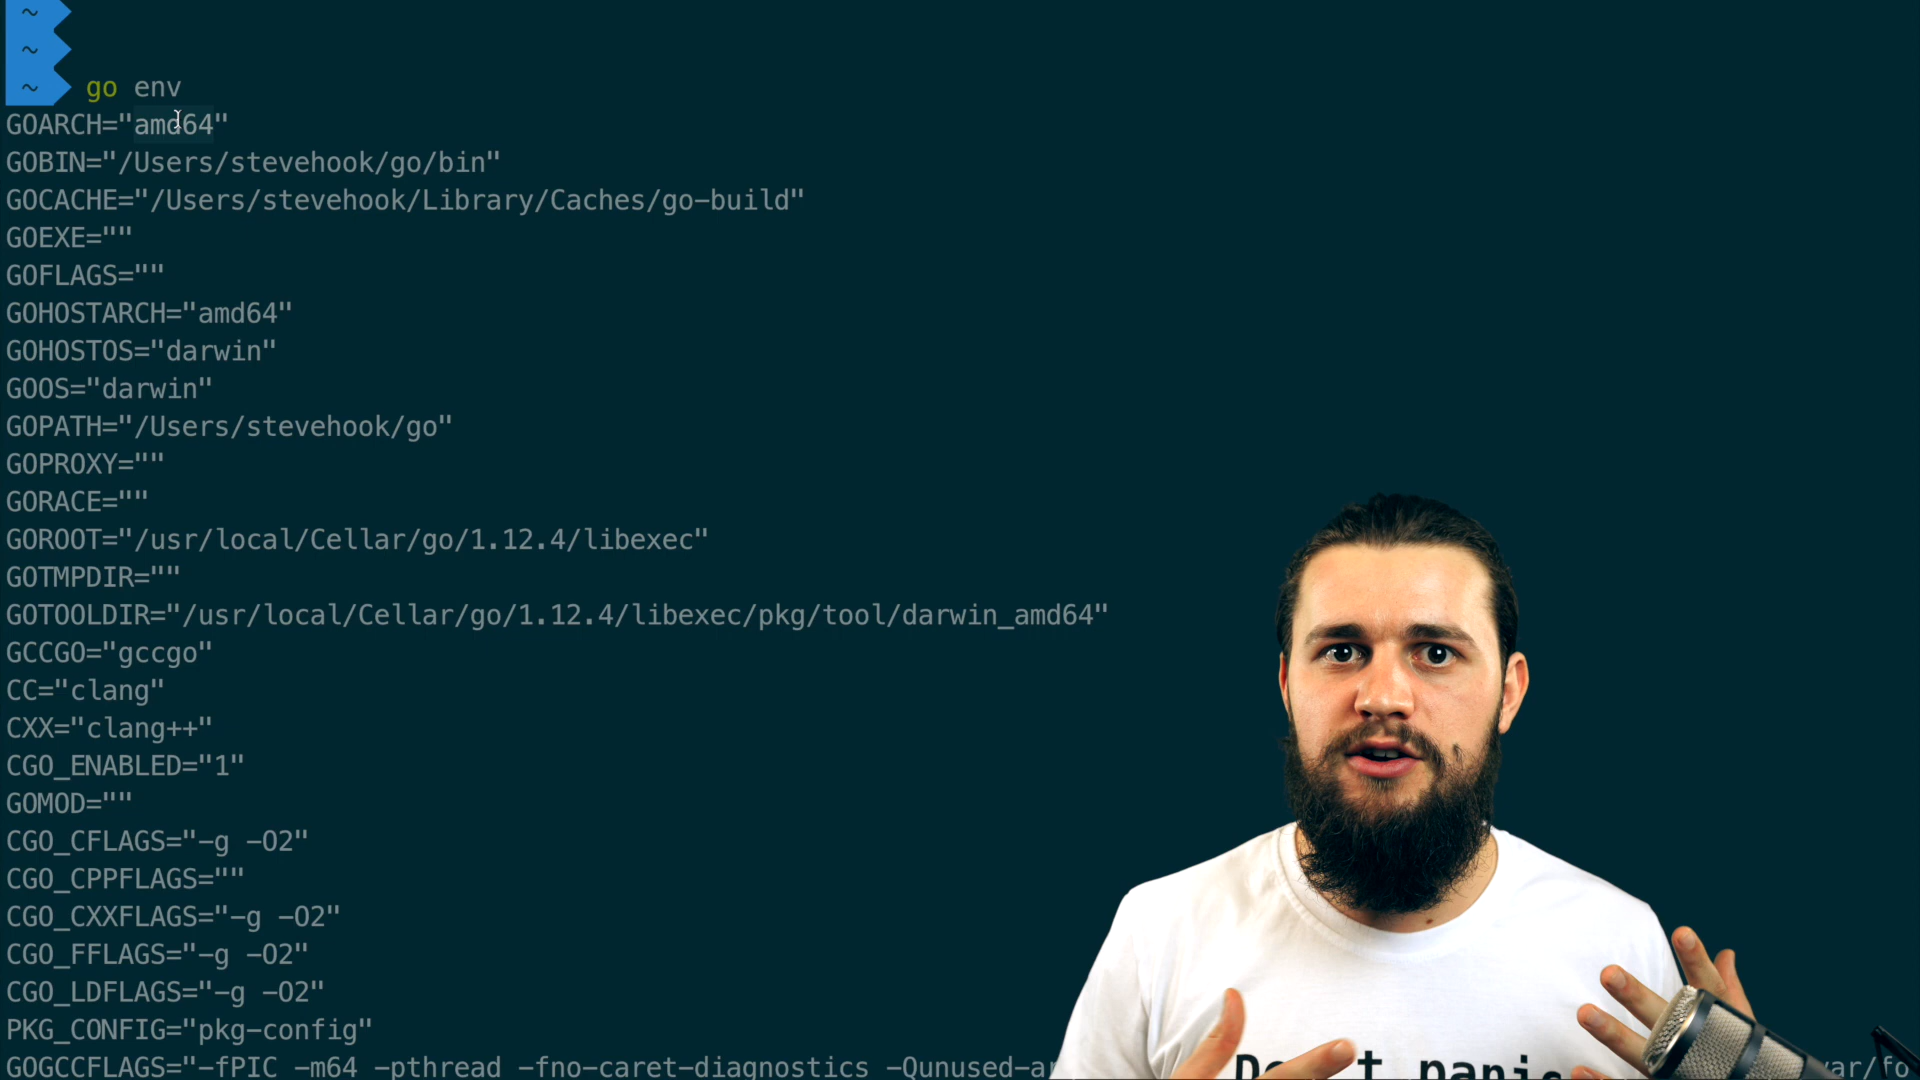 ~
~
~ go env
GOARCH="amd64"
GOBIN="/Users/stevehook/go/bin"
GOCACHE="/Users/stevehook/Library/Caches/go-build"
GOEXE=""
GOFLAGS=""
GOHOSTARCH="amd64"
GOHOSTOS="darwin"
GOOS="darwin"
GOPATH="/Users/stevehook/go"
GOPROXY=""
GORACE=""
GOROOT="/usr/local/Cellar/go/1.12.4/libexec"
GOTMPDIR=""
GOTOOLDIR="/usr/local/Cellar/go/1.12.4/libexec/pkg/tool/darwin_amd64"
GCCGO="gccgo"
CC="clang"
CXX="clang++"
CGO_ENABLED="1"
GOMOD=""
CGO_CFLAGS="-g -O2"
CGO_CPPFLAGS=""
CGO_CXXFLAGS="-g -O2"
CGO_FFLAGS="-g -O2"
CGO_LDFLAGS="-g -O2"
PKG_CONFIG="pkg-config"
GOGCCFLAGS="-fPIC -m64 -pthread -fno-caret-diagnostics
panic